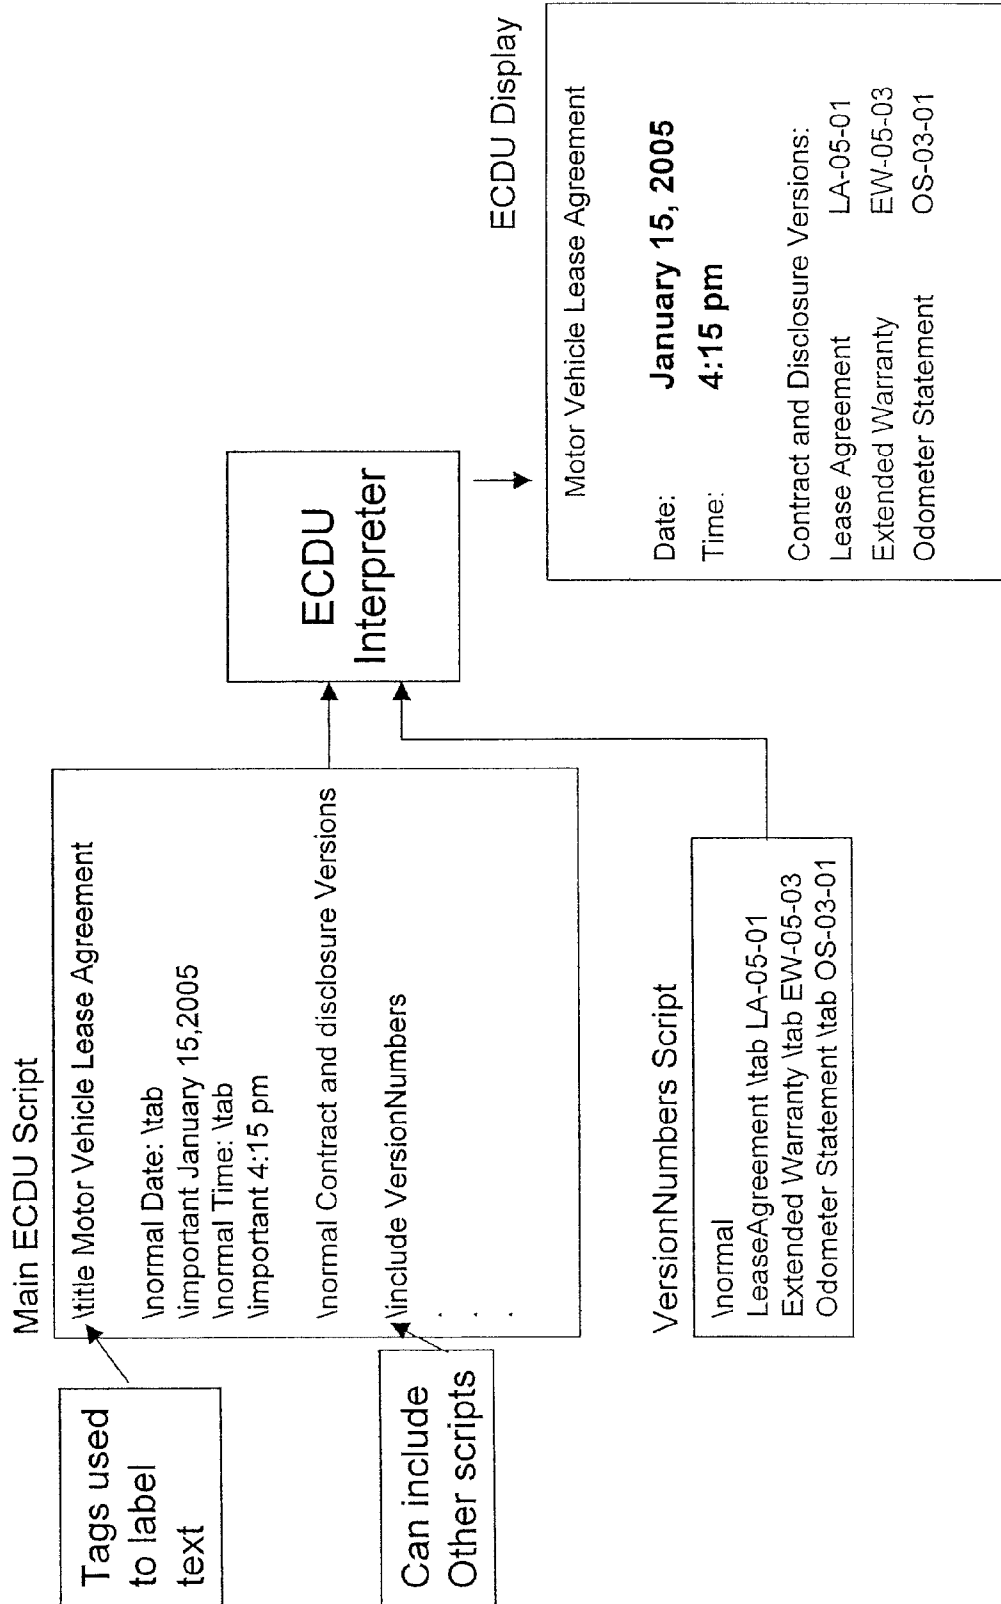 Main ECDU Script
\title Motor Vehicle Lease Agreement
\normal Date: \tab
\important January 15,2005
\normal Time: \tab
\important 4:15 pm
\normal Contract and disclosure Versions
\include VersionNumbers
. . .
Tags used
to label
text
Can include
Other scripts
VersionNumbers Script
\normal
LeaseAgreement \tab LA-05-01
Extended Warranty \tab EW-05-03
Odometer Statement \tab OS-03-01
ECDU
Interpreter
ECDU Display
Motor Vehicle Lease Agreement
Date: January 15, 2005
Time: 4:15 pm
Contract and Disclosure Versions:
Lease Agreement LA-05-01
Extended Warranty EW-05-03
Odometer Statement OS-03-01